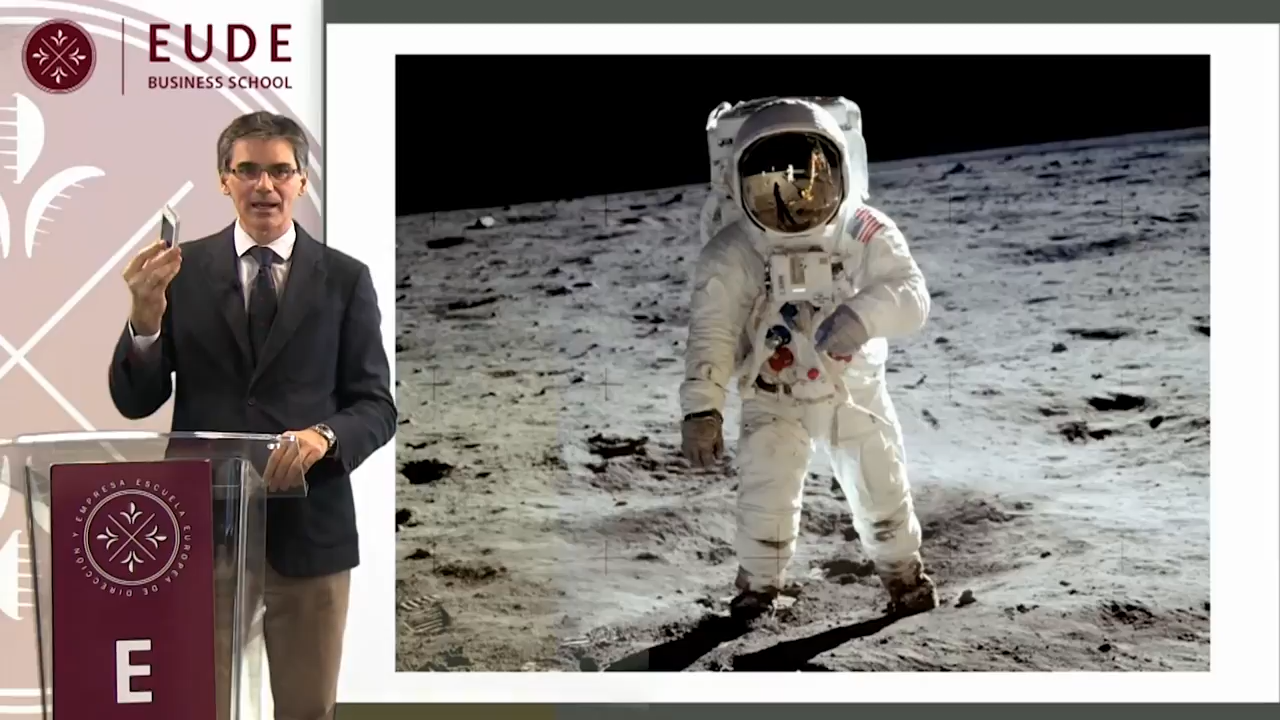 EUDE
BUSINESS SCHOOL
ESCUELA EUROPEA DE DIRECCIÓN Y EMPRESA
E